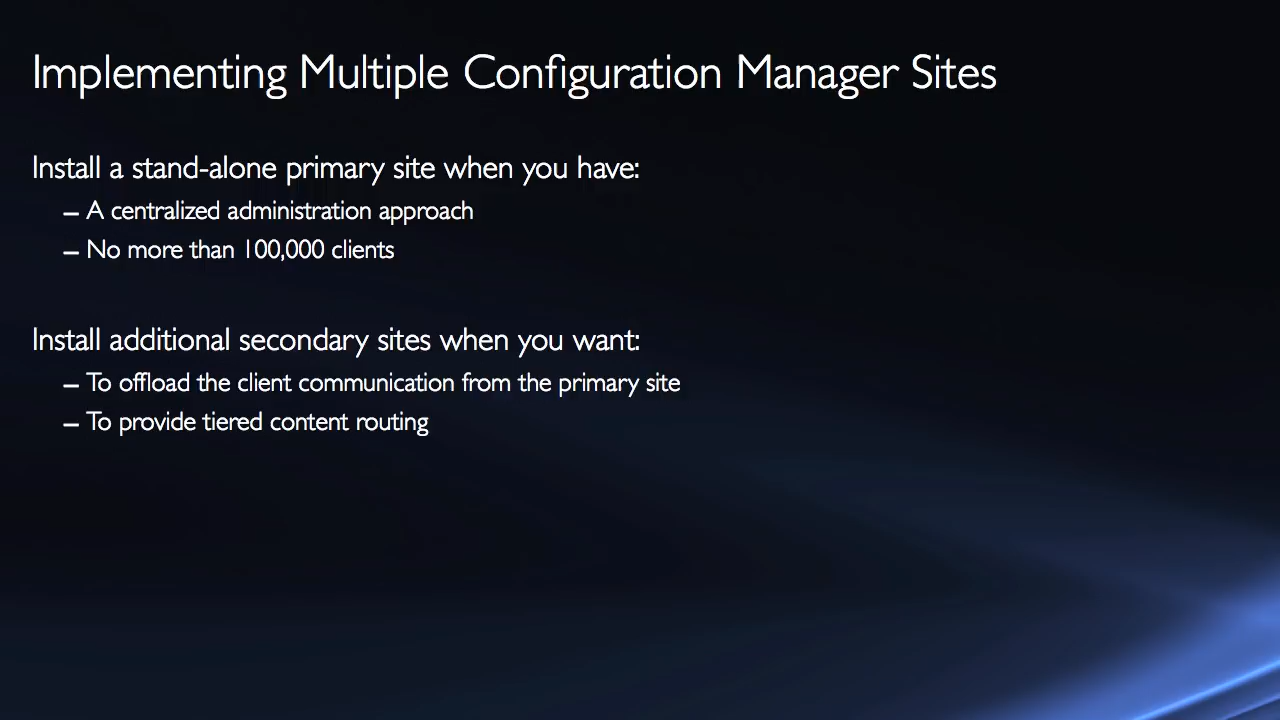 Implementing Multiple Configuration Manager Sites
Install a stand-alone primary site when you have:
– A centralized administration approach
– No more than 100,000 clients
Install additional secondary sites when you want:
– To offload the client communication from the primary site
– To provide tiered content routing